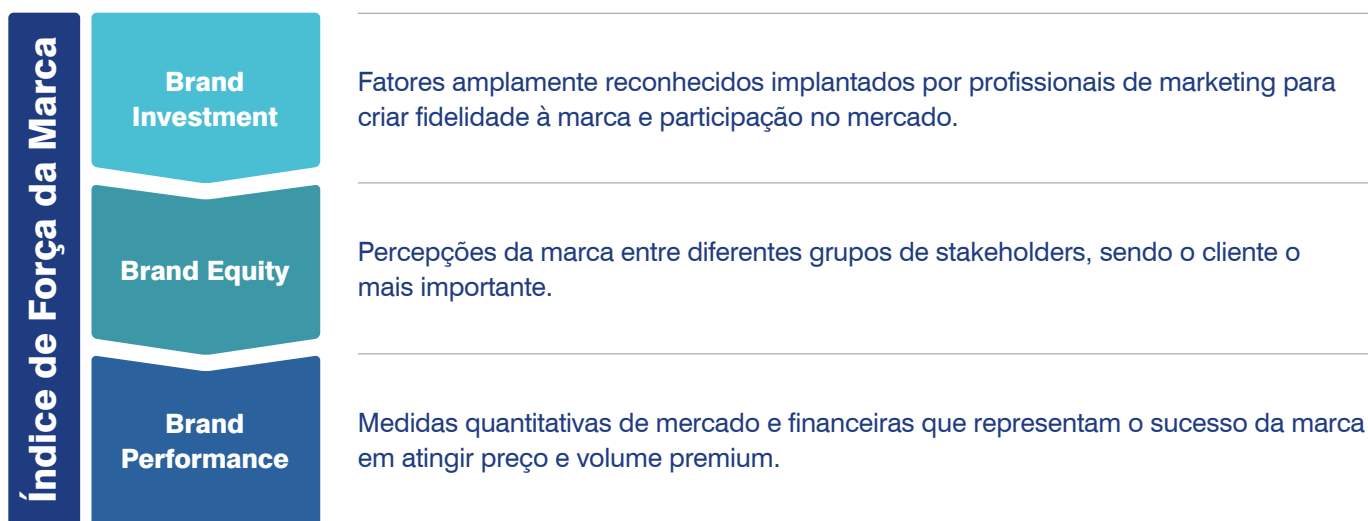 Índice de Força da Marca
Brand
Investment
Fatores amplamente reconhecidos implantados por profissionais de marketing para
criar fidelidade à marca e participação no mercado.
Brand Equity
Percepções da marca entre diferentes grupos de stakeholders, sendo o cliente o
mais importante.
Brand
Performance
Medidas quantitativas de mercado e financeiras que representam o sucesso da marca
em atingir preço e volume premium.